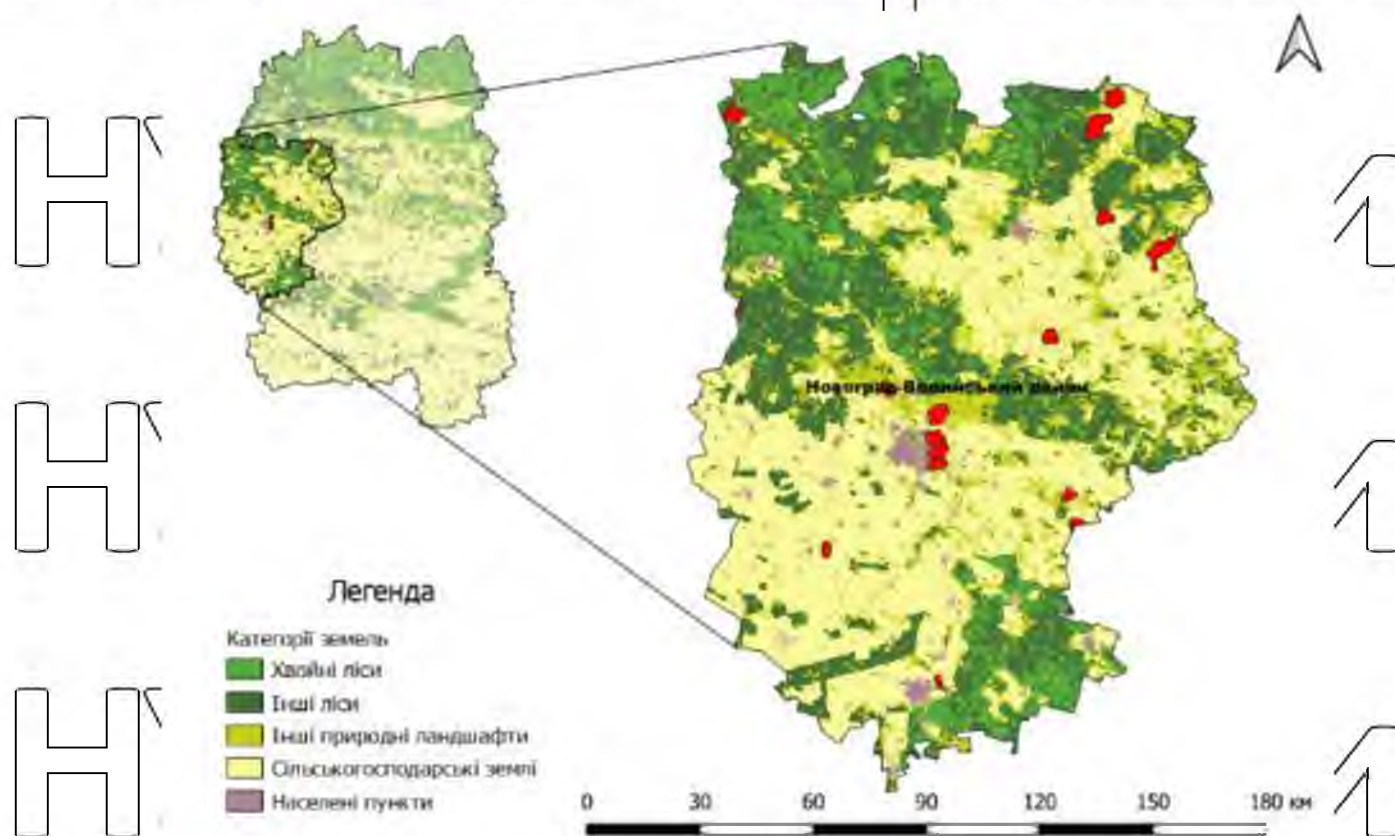 Новоград-Волинський район
Легенда
Категорії земель
Хвойні ліси
Інші ліси
Інші природні ландшафти
Сільськогосподарські землі
Населені пункти
0 30 60 90 120 150 180 км